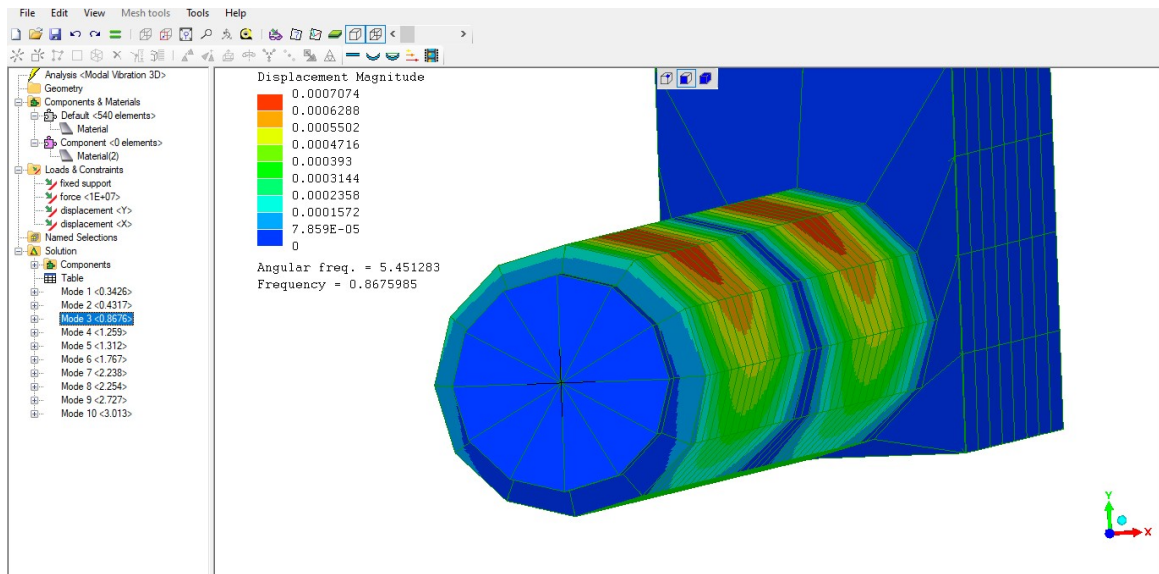 File Edit View Mesh tools Tools Help
Analysis <Modal Vibration 3D>
Geometry
Components & Materials
Default <540 elements>
Material
Component <0 elements>
Material(2)
Loads & Constraints
fixed support
force <1E+07>
displacement <Y>
displacement <X>
Named Selections
Solution
Components
Table
Mode 1 <0.3426>
Mode 2 <0.4317>
Mode 3 <0.8676>
Mode 4 <1.259>
Mode 5 <1.312>
Mode 6 <1.767>
Mode 7 <2.238>
Mode 8 <2.254>
Mode 9 <2.727>
Mode 10 <3.013>
Displacement Magnitude
0.0007074
0.0006288
0.0005502
0.0004716
0.000393
0.0003144
0.0002358
0.0001572
7.859E-05
0
Angular freq. = 5.451283
Frequency = 0.8675985
Y
X